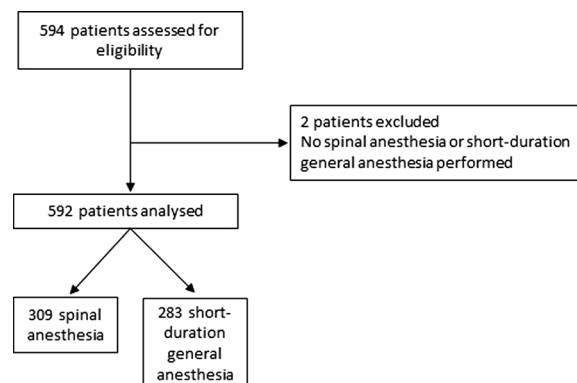 594 patients assessed for
eligibility
2 patients excluded
No spinal anesthesia or short-duration
general anesthesia performed
592 patients analysed
309 spinal
anesthesia
283 short-
duration
general
anesthesia